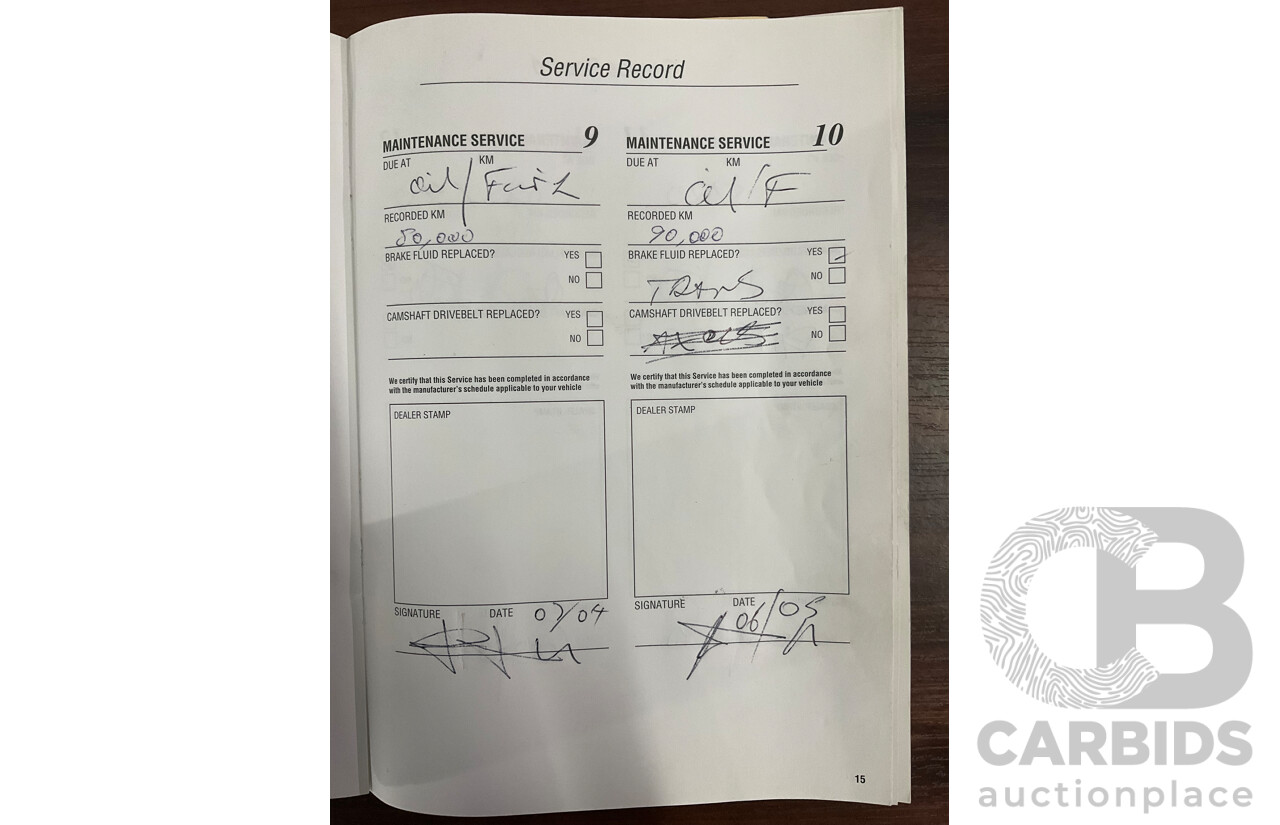 Service Record
MAINTENANCE SERVICE 9
DUE AT KM
oil/
RECORDED KM
80,000
BRAKE FLUID REPLACED? YES
NO
CAMSHAFT DRIVEBELT REPLACED? YES
NO
We certify that this Service has been completed in accordance
with the manufacturer's schedule applicable to your vehicle
DEALER STAMP
SIGNATURE DATE 07/04
MAINTENANCE SERVICE 10
DUE AT KM
oil/F
RECORDED KM
90,000
BRAKE FLUID REPLACED? YES
NO
TRANS
CAMSHAFT DRIVEBELT REPLACED? YES
NO
We certify that this Service has been completed in accordance
with the manufacturer's schedule applicable to your vehicle
DEALER STAMP
SIGNATURE DATE 06/05
15
CB
CARBIDS
auctionplace